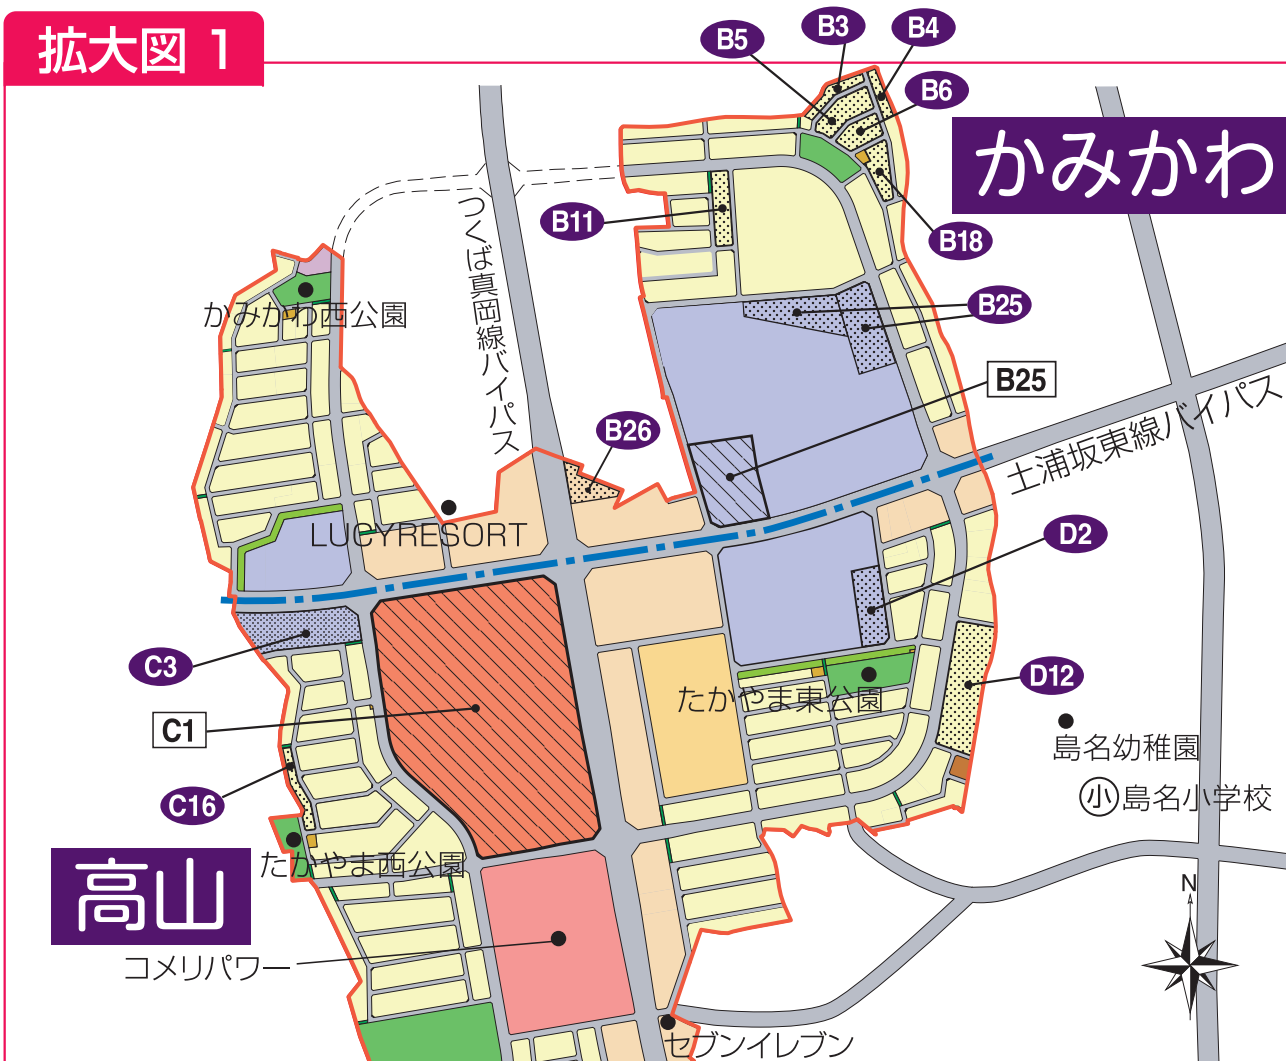 拡大図 1
B3
B4
B5
B6
かみかわ
B11
B18
つくば真岡線バイパス
かみかわ西公園
B25
B25
B26
土浦坂東線バイパス
LUCYRESORT
D2
C3
D12
たかやま東公園
C1
島名幼稚園
小 島名小学校
C16
たかやま西公園
高山
N
コメリパワー
セブンイレブン